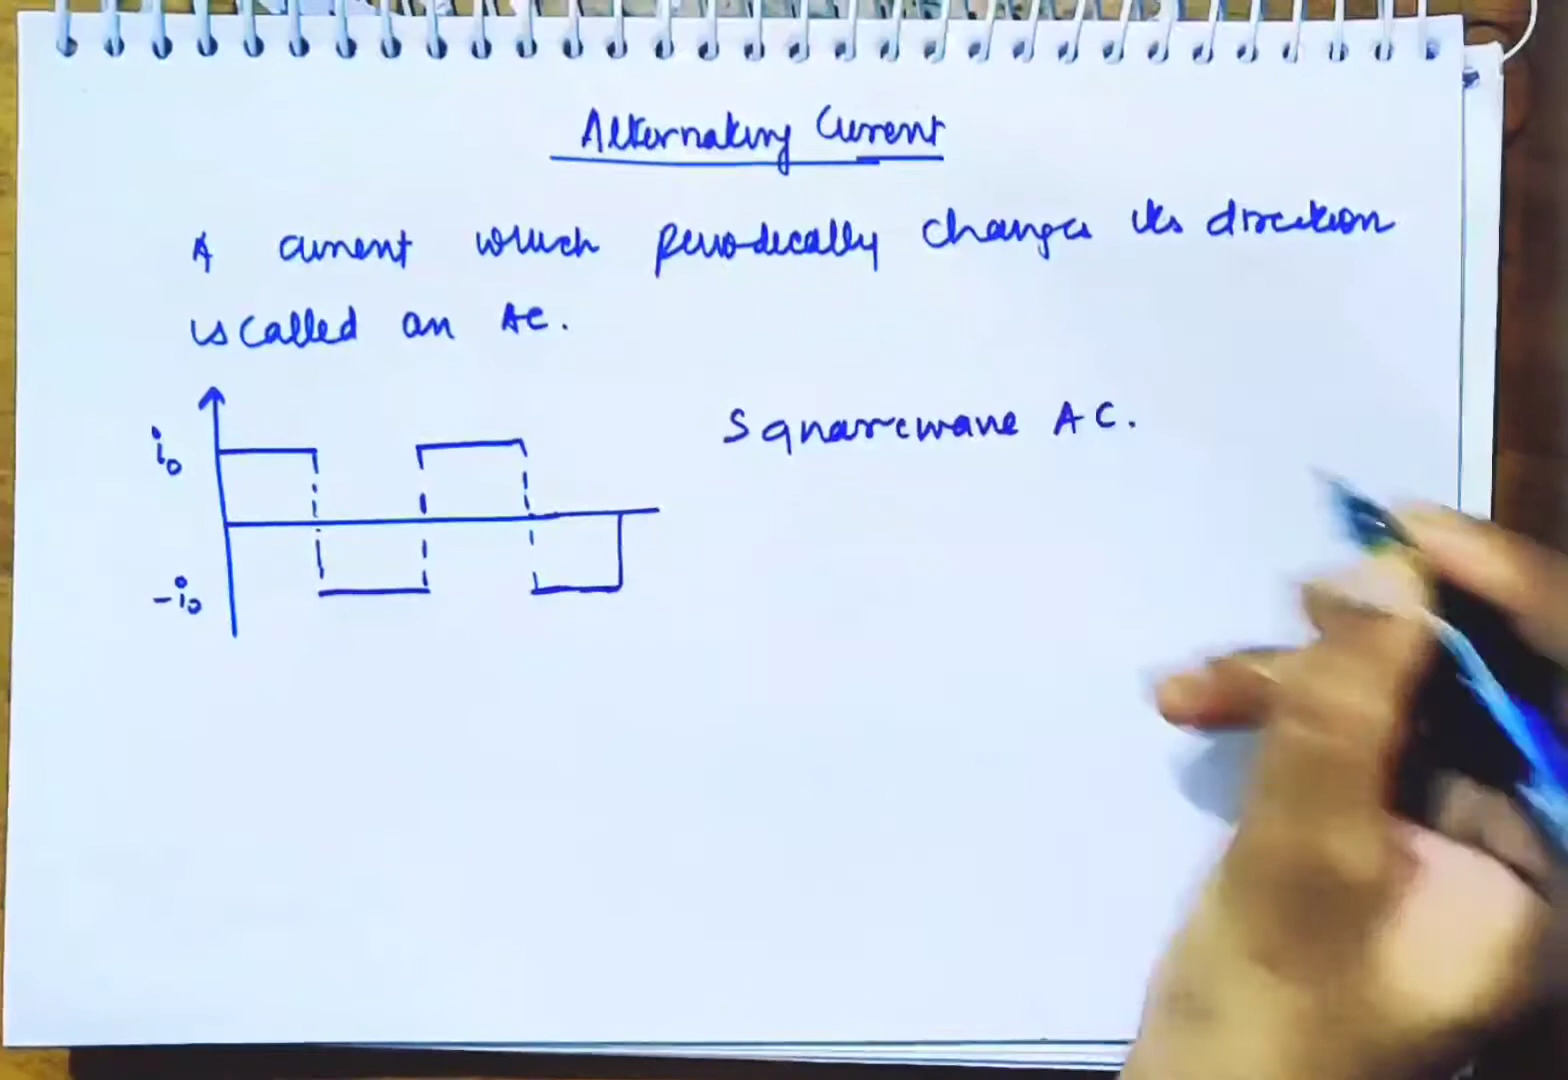 Alternating Current
A current which periodically changes its direction
is called an AC.
i₀
Squarewave AC.
-i₀